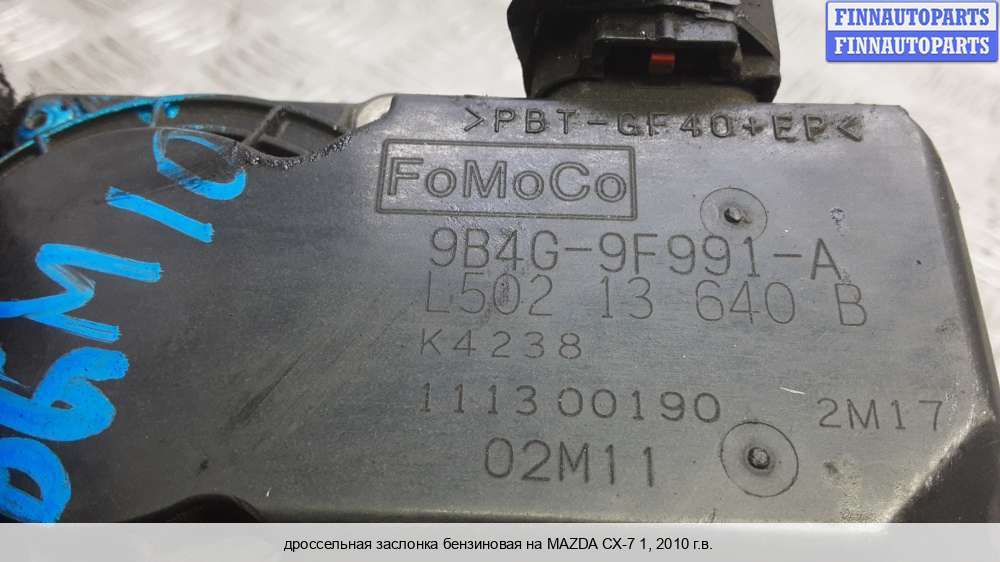 FINNAUTOPARTS
FINNAUTOPARTS
>PBT-GF40+EP<
FoMoCo
9B4G-9F991-A
L502 13 640 B
K4238
111300190
2M17
02M11
дроссельная заслонка бензиновая на MAZDA CX-7 1, 2010 г.в.